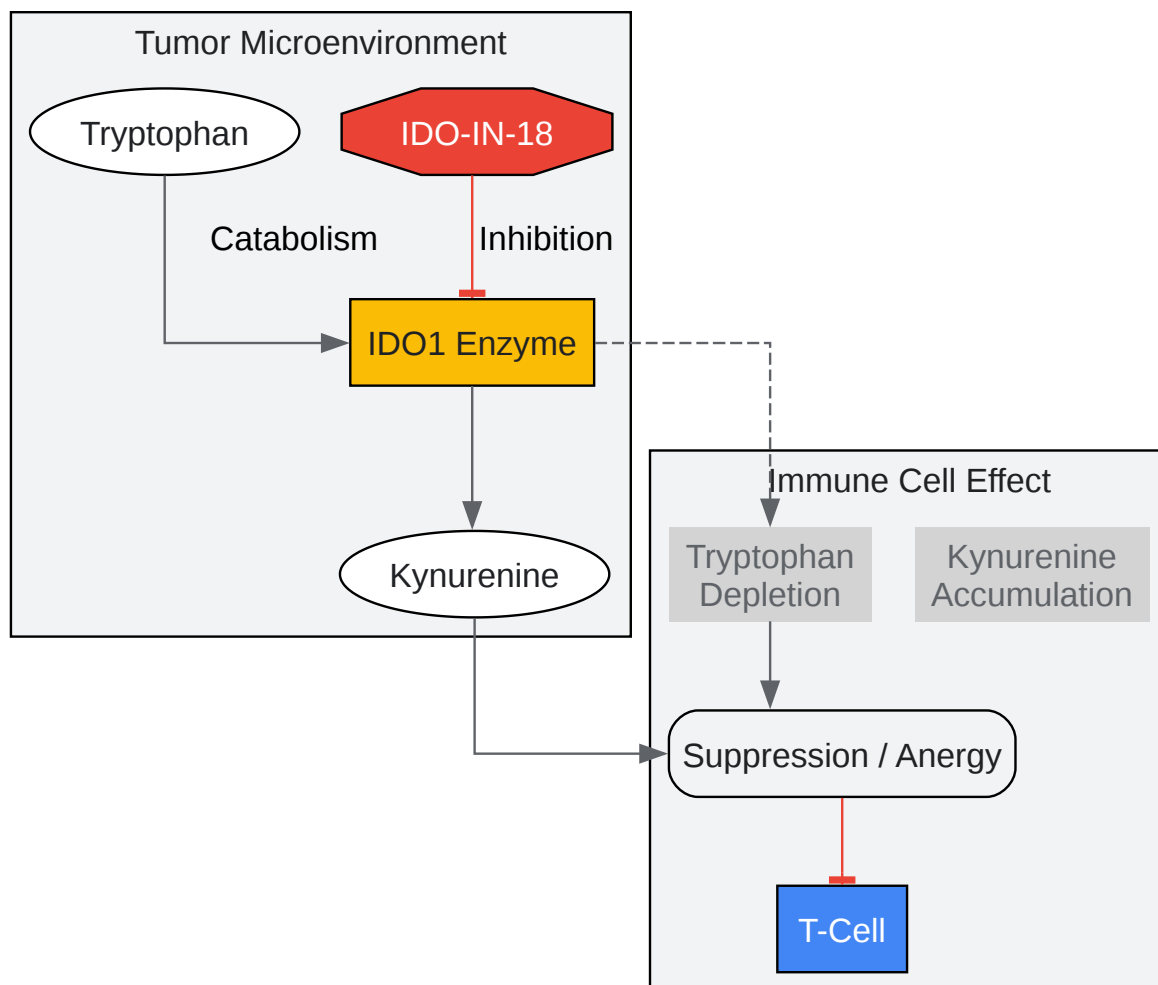 Tumor Microenvironment
Tryptophan
IDO-IN-18
Catabolism
Inhibition
IDO1 Enzyme
Kynurenine
Immune Cell Effect
Tryptophan
Depletion
Kynurenine
Accumulation
Suppression / Anergy
T-Cell